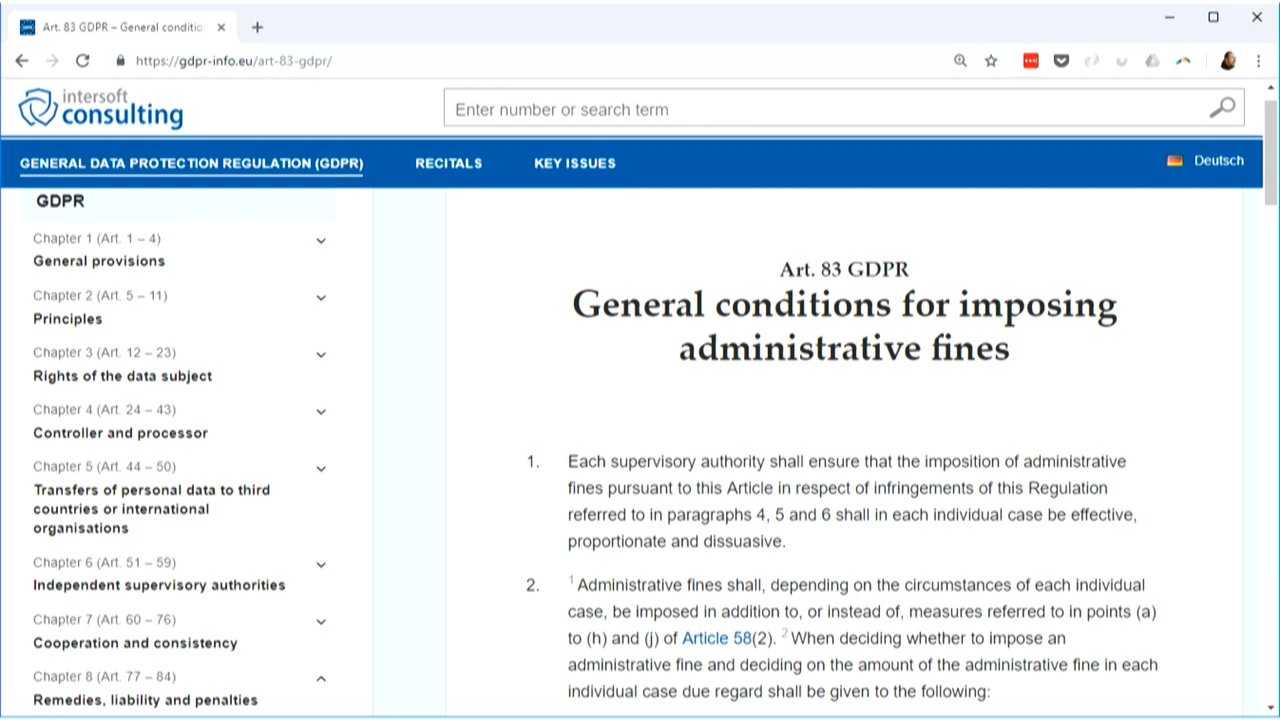 Art. 83 GDPR – General conditio
https://gdpr-info.eu/art-83-gdpr/
intersoft
consulting
Enter number or search term
GENERAL DATA PROTECTION REGULATION (GDPR)
RECITALS
KEY ISSUES
Deutsch
GDPR
Chapter 1 (Art. 1 – 4)
General provisions
Chapter 2 (Art. 5 – 11)
Principles
Chapter 3 (Art. 12 – 23)
Rights of the data subject
Chapter 4 (Art. 24 – 43)
Controller and processor
Chapter 5 (Art. 44 – 50)
Transfers of personal data to third
countries or international
organisations
Chapter 6 (Art. 51 – 59)
Independent supervisory authorities
Chapter 7 (Art. 60 – 76)
Cooperation and consistency
Chapter 8 (Art. 77 – 84)
Remedies, liability and penalties
Art. 83 GDPR
General conditions for imposing
administrative fines
1. Each supervisory authority shall ensure that the imposition of administrative
fines pursuant to this Article in respect of infringements of this Regulation
referred to in paragraphs 4, 5 and 6 shall in each individual case be effective,
proportionate and dissuasive.
2. 1 Administrative fines shall, depending on the circumstances of each individual
case, be imposed in addition to, or instead of, measures referred to in points (a)
to (h) and (j) of Article 58(2). 2 When deciding whether to impose an
administrative fine and deciding on the amount of the administrative fine in each
individual case due regard shall be given to the following: